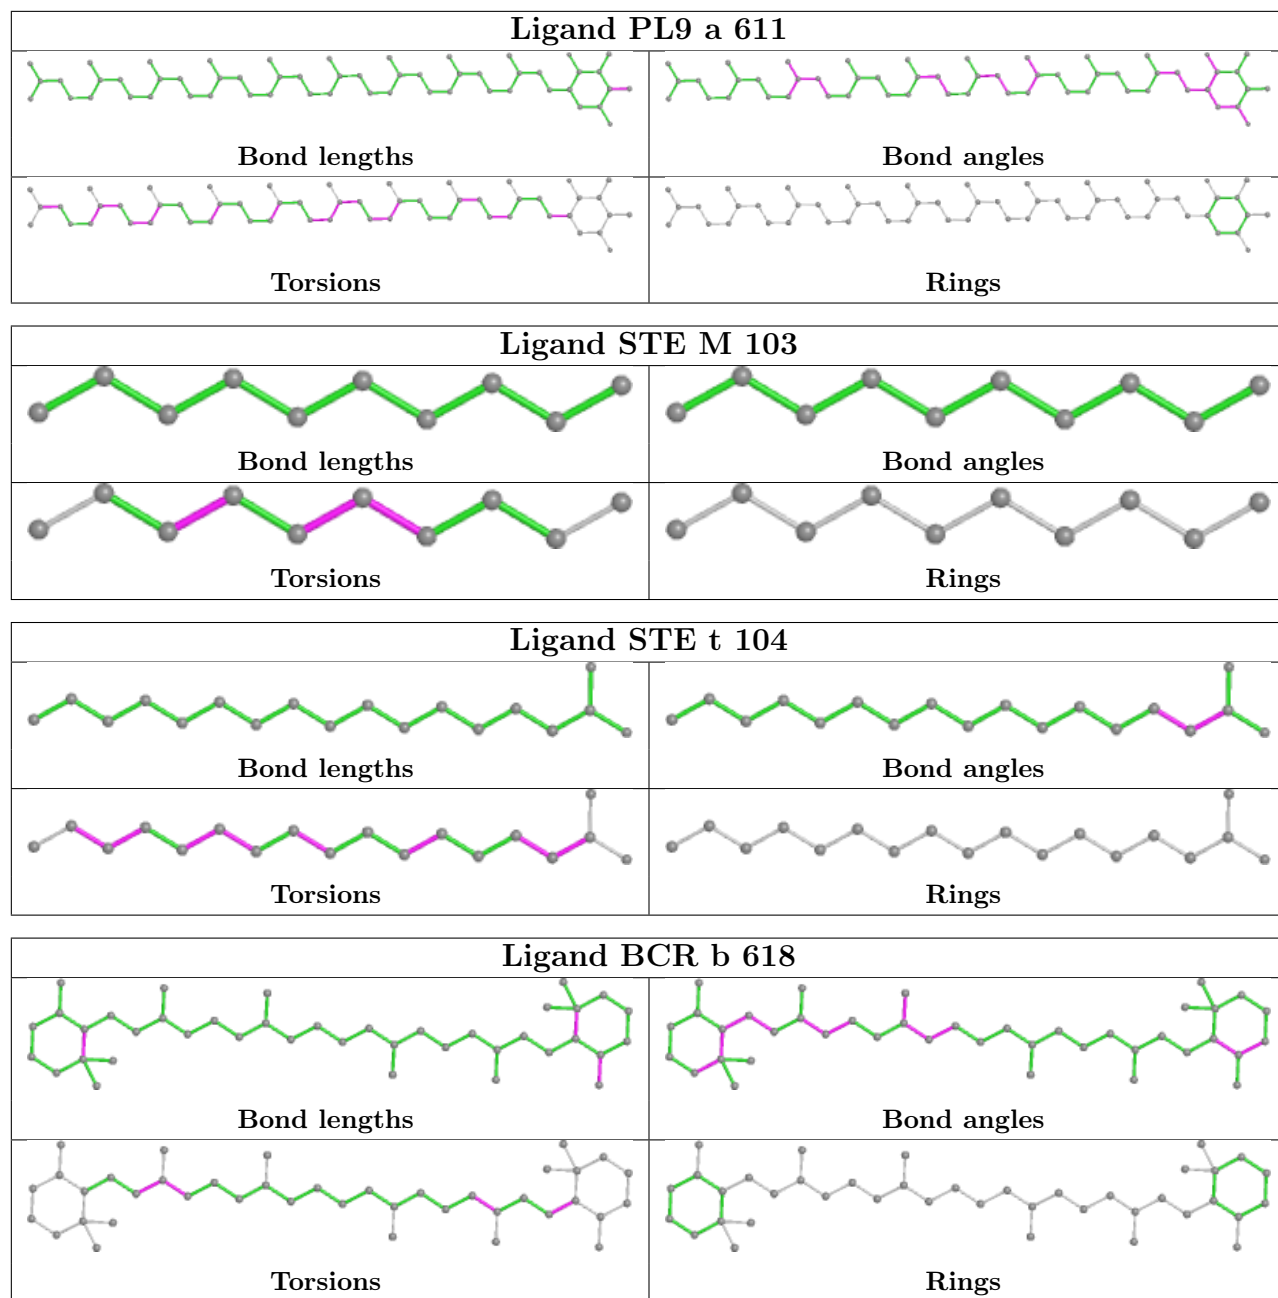 Ligand PL9 a 611
Bond lengths
Bond angles
Torsions
Rings
Ligand STE M 103
Bond lengths
Bond angles
Torsions
Rings
Ligand STE t 104
Bond lengths
Bond angles
Torsions
Rings
Ligand BCR b 618
Bond lengths
Bond angles
Torsions
Rings